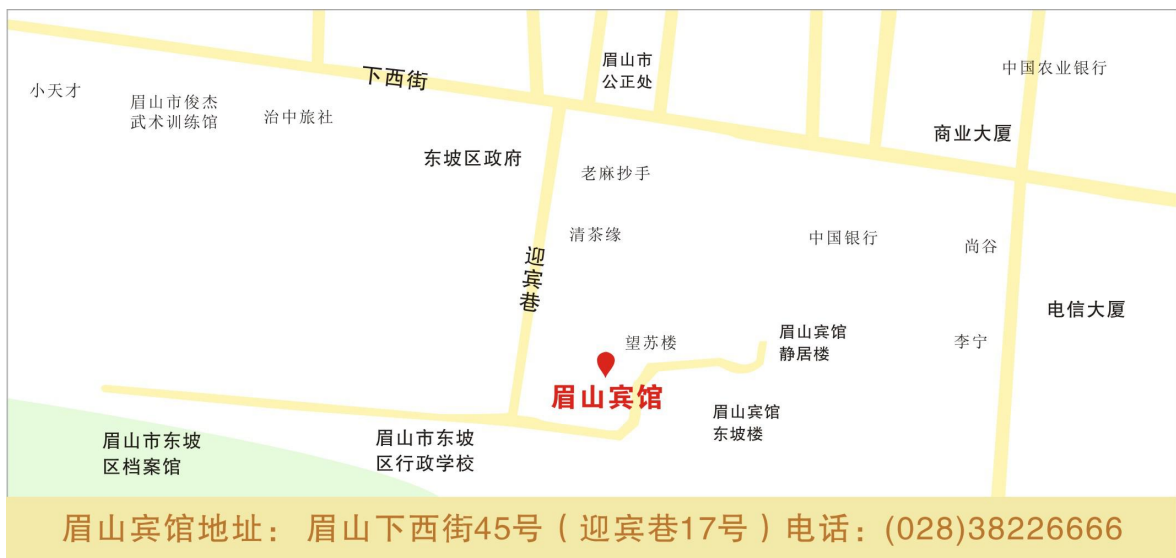 眉山市
公正处
中国农业银行
下西街
小天才
眉山市俊杰
武术训练馆
治中旅社
商业大厦
东坡区政府
老麻抄手
清茶缘
中国银行
尚谷
迎宾巷
电信大厦
望苏楼
眉山宾馆
静居楼
李宁
眉山宾馆
眉山宾馆
东坡楼
眉山市东坡
区档案馆
眉山市东坡
区行政学校
眉山宾馆地址： 眉山下西街45号（迎宾巷17号）电话：(028)38226666